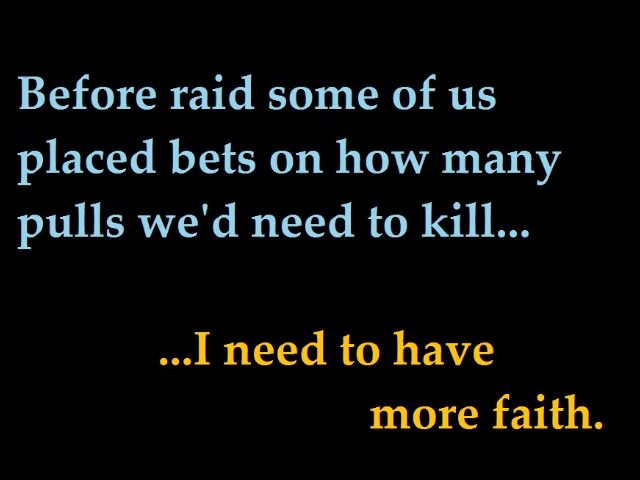 Before raid some of us
placed bets on how many
pulls we'd need to kill...
...I need to have
more faith.